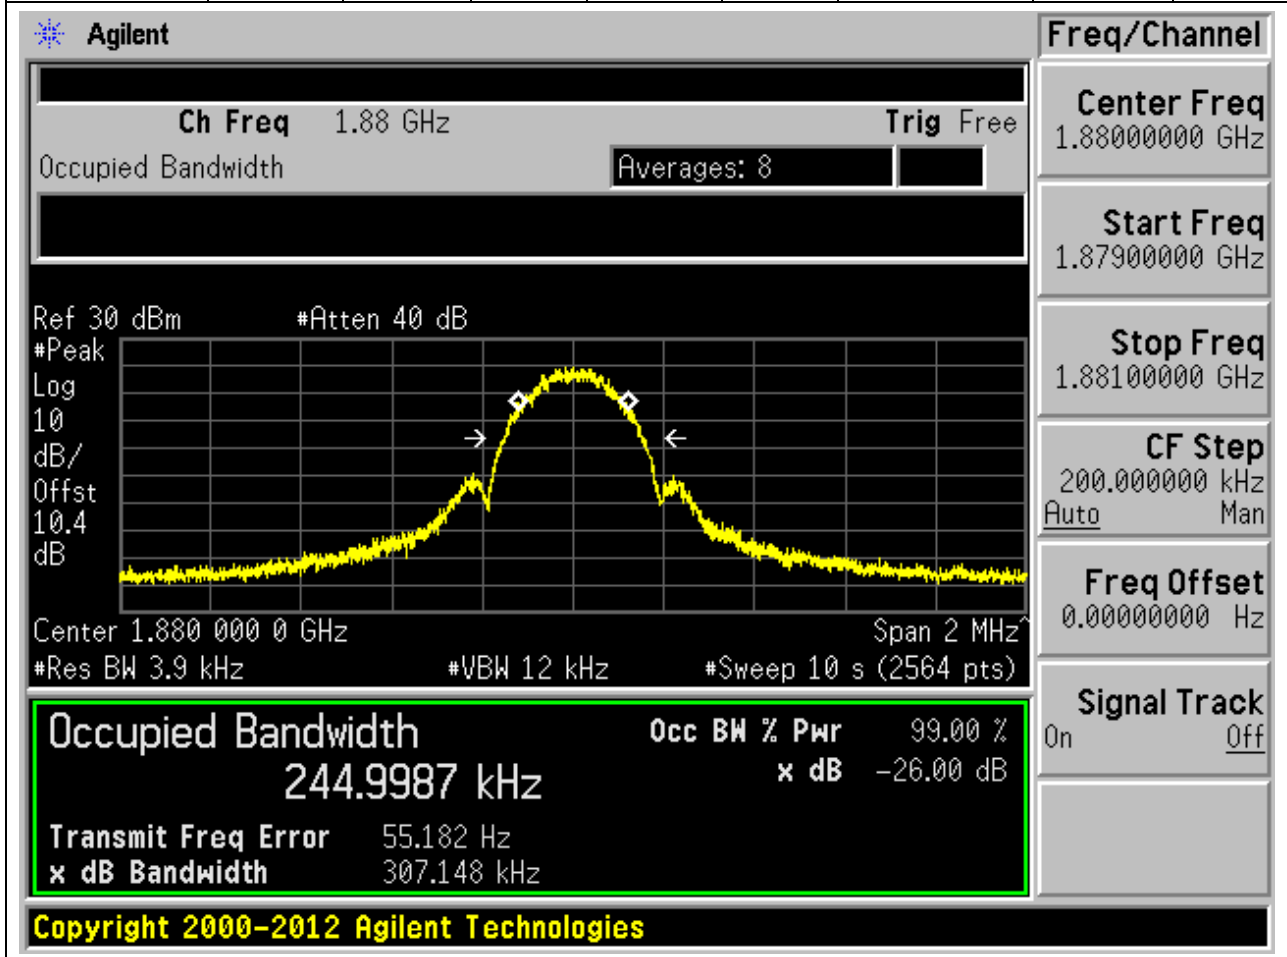 Agilent
Freq/Channel
Ch Freq 1.88 GHz Trig Free
Occupied Bandwidth Averages: 8
Center Freq
1.88000000 GHz
Start Freq
1.87900000 GHz
Stop Freq
1.88100000 GHz
CF Step
200.000000 kHz
Auto Man
Freq Offset
0.00000000 Hz
Signal Track
On Off
Ref 30 dBm #Atten 40 dB
#Peak
Log
10
dB/
Offst
10.4
dB
Center 1.880 000 0 GHz Span 2 MHz^
#Res BW 3.9 kHz #VBW 12 kHz #Sweep 10 s (2564 pts)
Occupied Bandwidth Occ BW % Pwr 99.00 %
244.9987 kHz x dB -26.00 dB
Transmit Freq Error 55.182 Hz
x dB Bandwidth 307.148 kHz
Copyright 2000-2012 Agilent Technologies